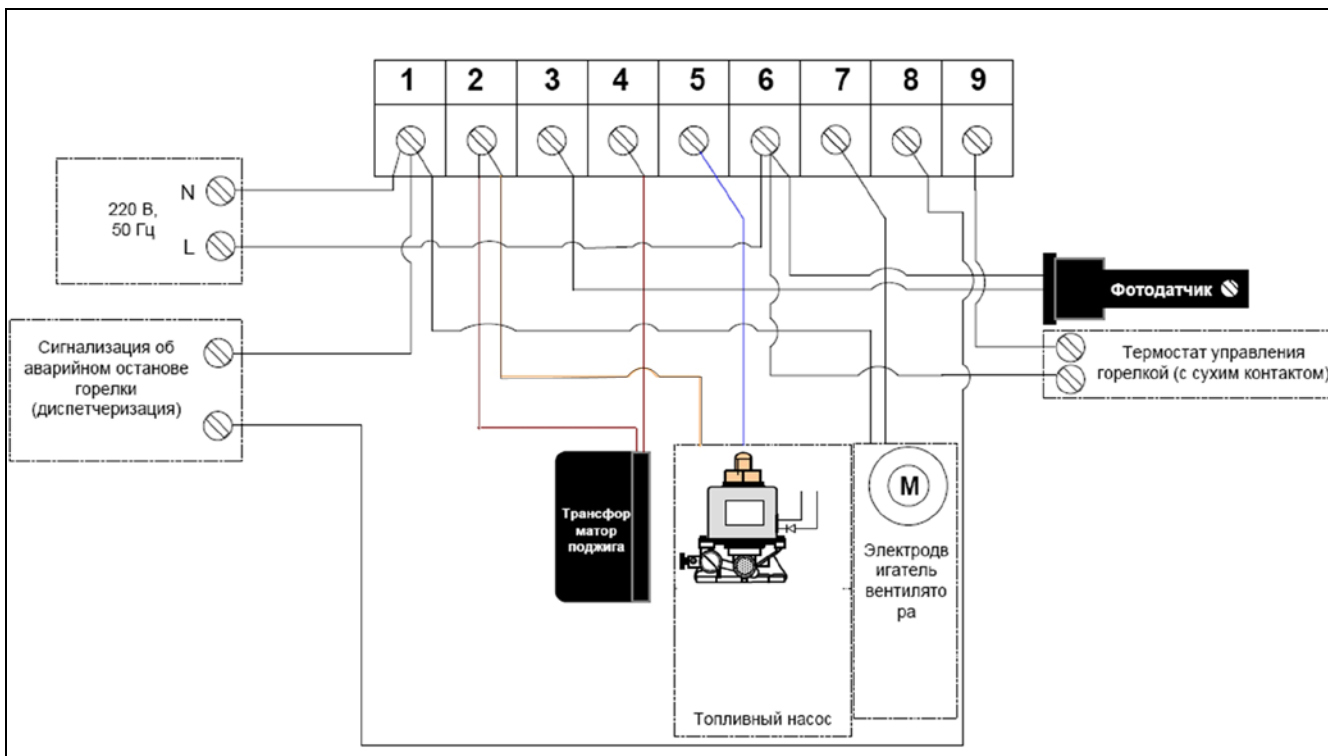 1 2 3 4 5 6 7 8 9
220 В,
50 Гц
N
L
Сигнализация об
аварийном останове
горелки
(диспетчеризация)
Фотодатчик
Термостат управления
горелкой (с сухим контактом)
Трансфор
матор
поджига
Топливный насос
M
Электродв
игатель
вентилято
ра